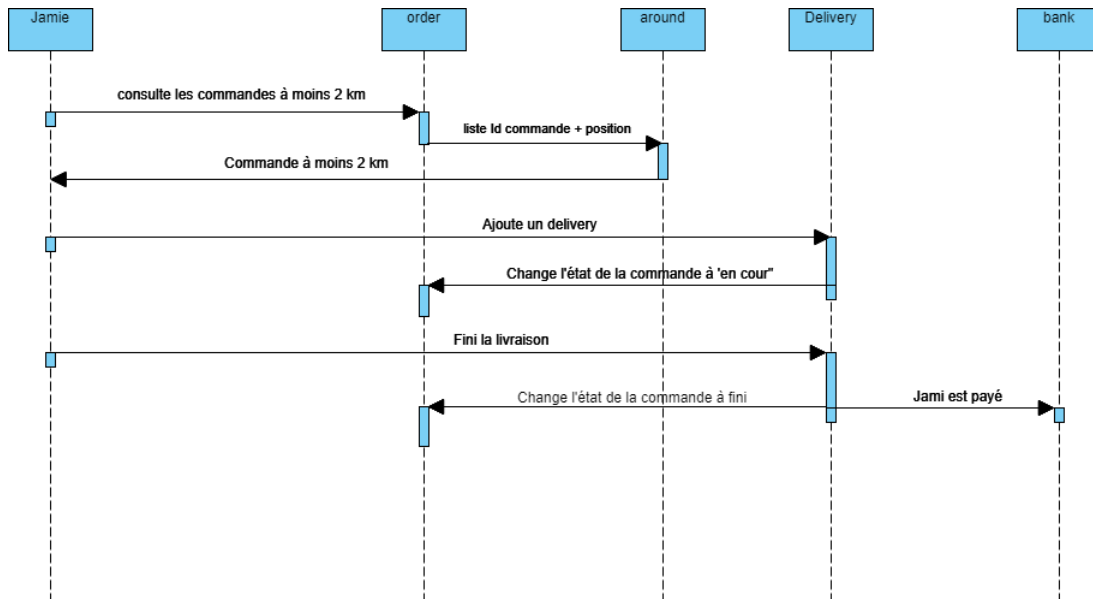 Jamie
order
around
Delivery
bank
consulte les commandes à moins 2 km
liste Id commande + position
Commande à moins 2 km
Ajoute un delivery
Change l'état de la commande à 'en cour"
Fini la livraison
Change l'état de la commande à fini
Jami est payé